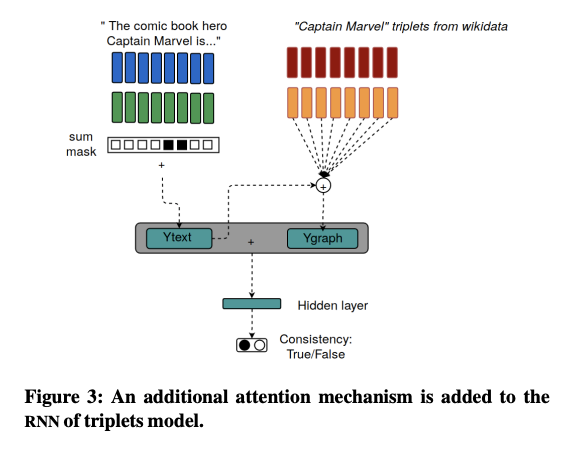 " The comic book hero
Captain Marvel is..."
"Captain Marvel" triplets from wikidata
sum
mask
+
+
Ytext
+
Ygraph
Hidden layer
Consistency:
True/False
Figure 3: An additional attention mechanism is added to the
RNN of triplets model.